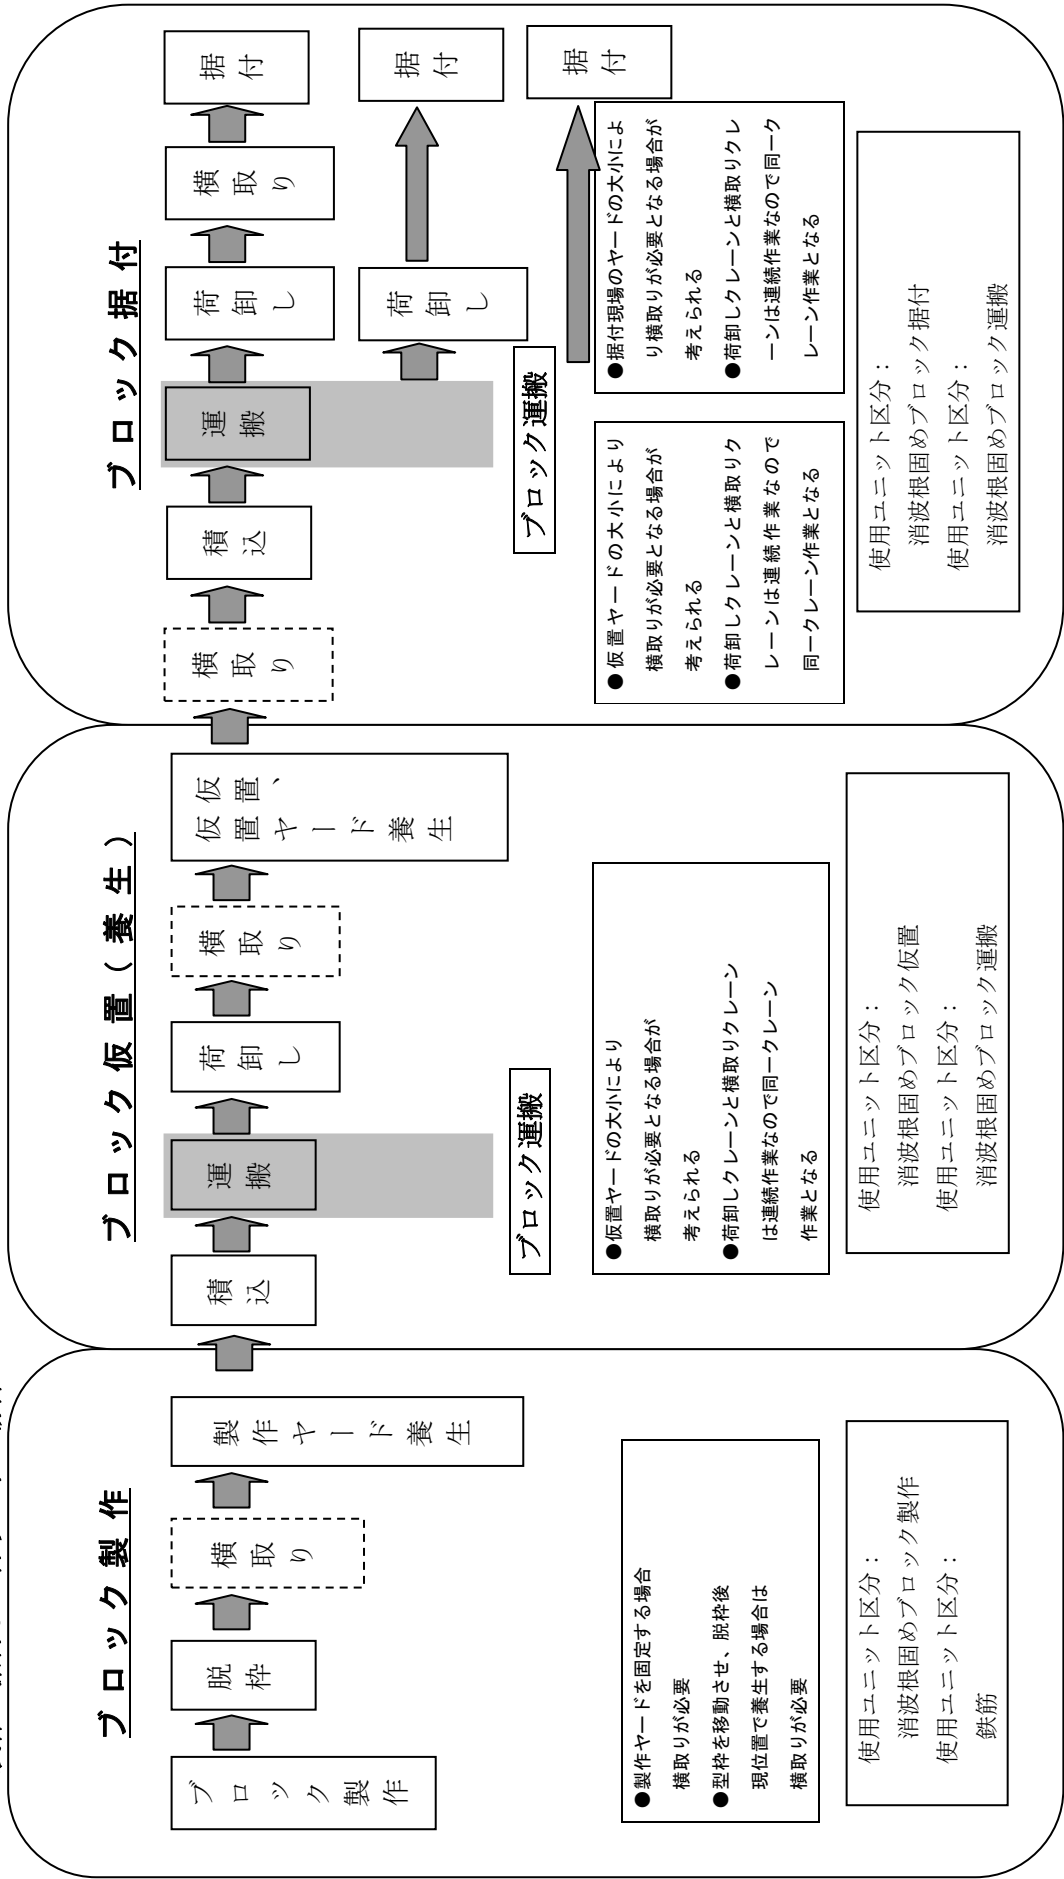 ブロック製作
ブロック製作
脱枠
横取り
製作ヤード養生
●製作ヤードを固定する場合
横取りが必要
●型枠を移動させ、脱枠後
現位置で養生する場合は
横取りが必要
使用ユニット区分：
消波根固めブロック製作
使用ユニット区分：
鉄筋
ブロック仮置（養生）
積込
運搬
荷卸し
横取り
仮置、
仮置ヤード養生
ブロック運搬
●仮置ヤードの大小により
横取りが必要となる場合が
考えられる
●荷卸しクレーンと横取りクレーン
は連続作業なので同一クレーン
作業となる
使用ユニット区分：
消波根固めブロック仮置
使用ユニット区分：
消波根固めブロック運搬
ブロック据付
横取り
積込
運搬
荷卸し
横取り
据付
荷卸し
据付
据付
ブロック運搬
●仮置ヤードの大小により
横取りが必要となる場合が
考えられる
●荷卸しクレーンと横取りク
レーンは連続作業なので
同一クレーン作業となる
●据付現場のヤードの大小によ
り横取りが必要となる場合が
考えられる
●荷卸しクレーンと横取りクレ
ーンは連続作業なので同一ク
レーン作業となる
使用ユニット区分：
消波根固めブロック据付
使用ユニット区分：
消波根固めブロック運搬